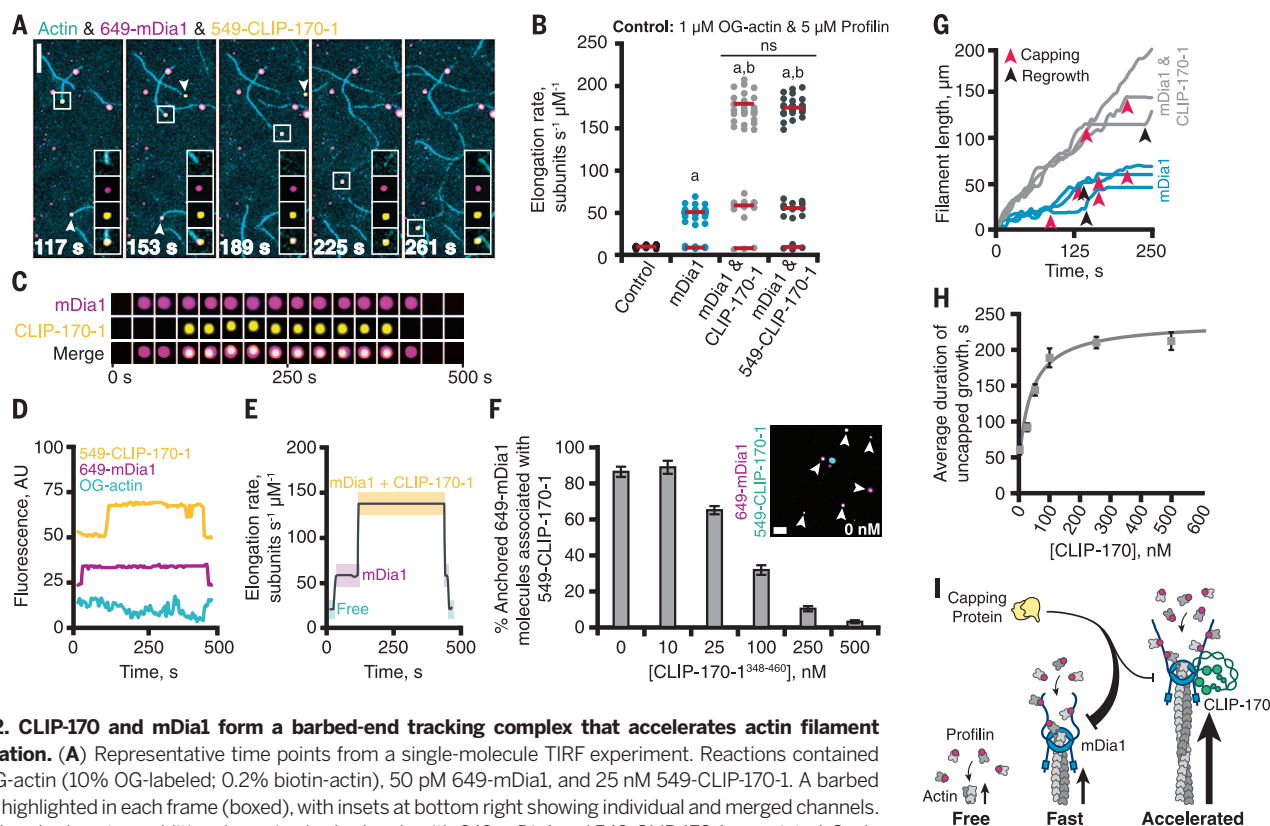 A Actin & 649-mDia1 & 549-CLIP-170-1
117 s 153 s 189 s 225 s 261 s
B Control: 1 µM OG-actin & 5 µM Profilin
ns
a
a,b
a,b
Elongation rate,
subunits s⁻¹ µM⁻¹
250
200
150
100
50
0
Control
mDia1
mDia1 &
CLIP-170-1
mDia1 &
549-CLIP-170-1
C
mDia1
CLIP-170-1
Merge
0 s 250 s 500 s
D
549-CLIP-170-1
649-mDia1
OG-actin
Fluorescence, AU
100
75
50
25
0
0 250 500
Time, s
E
Elongation rate,
subunits s⁻¹ µM⁻¹
200
150
100
50
0
mDia1 + CLIP-170-1
mDia1
Free
0 250 500
Time, s
F
% Anchored 649-mDia1
molecules associated with
549-CLIP-170-1
100
80
60
40
20
0
0 10 25 100 250 500
[CLIP-170-1³⁴⁸⁻⁴⁶⁰], nM
649-mDia1
549-CLIP-170-1
0 nM
G
Filament length, µm
200
150
100
50
0
Capping
Regrowth
mDia1 &
CLIP-170-1
mDia1
0 125 250
Time, s
H
Average duration of
uncapped growth, s
250
200
150
100
50
0
0 100 200 300 400 500 600
[CLIP-170], nM
I
Capping
Protein
Profilin
Actin
mDia1
CLIP-170
Free Fast Accelerated
2. CLIP-170 and mDia1 form a barbed-end tracking complex that accelerates actin filament
ation. (A) Representative time points from a single-molecule TIRF experiment. Reactions contained
G-actin (10% OG-labeled; 0.2% biotin-actin), 50 pM 649-mDia1, and 25 nM 549-CLIP-170-1. A barbed
highlighted in each frame (boxed), with insets at bottom right showing individual and merged channels.